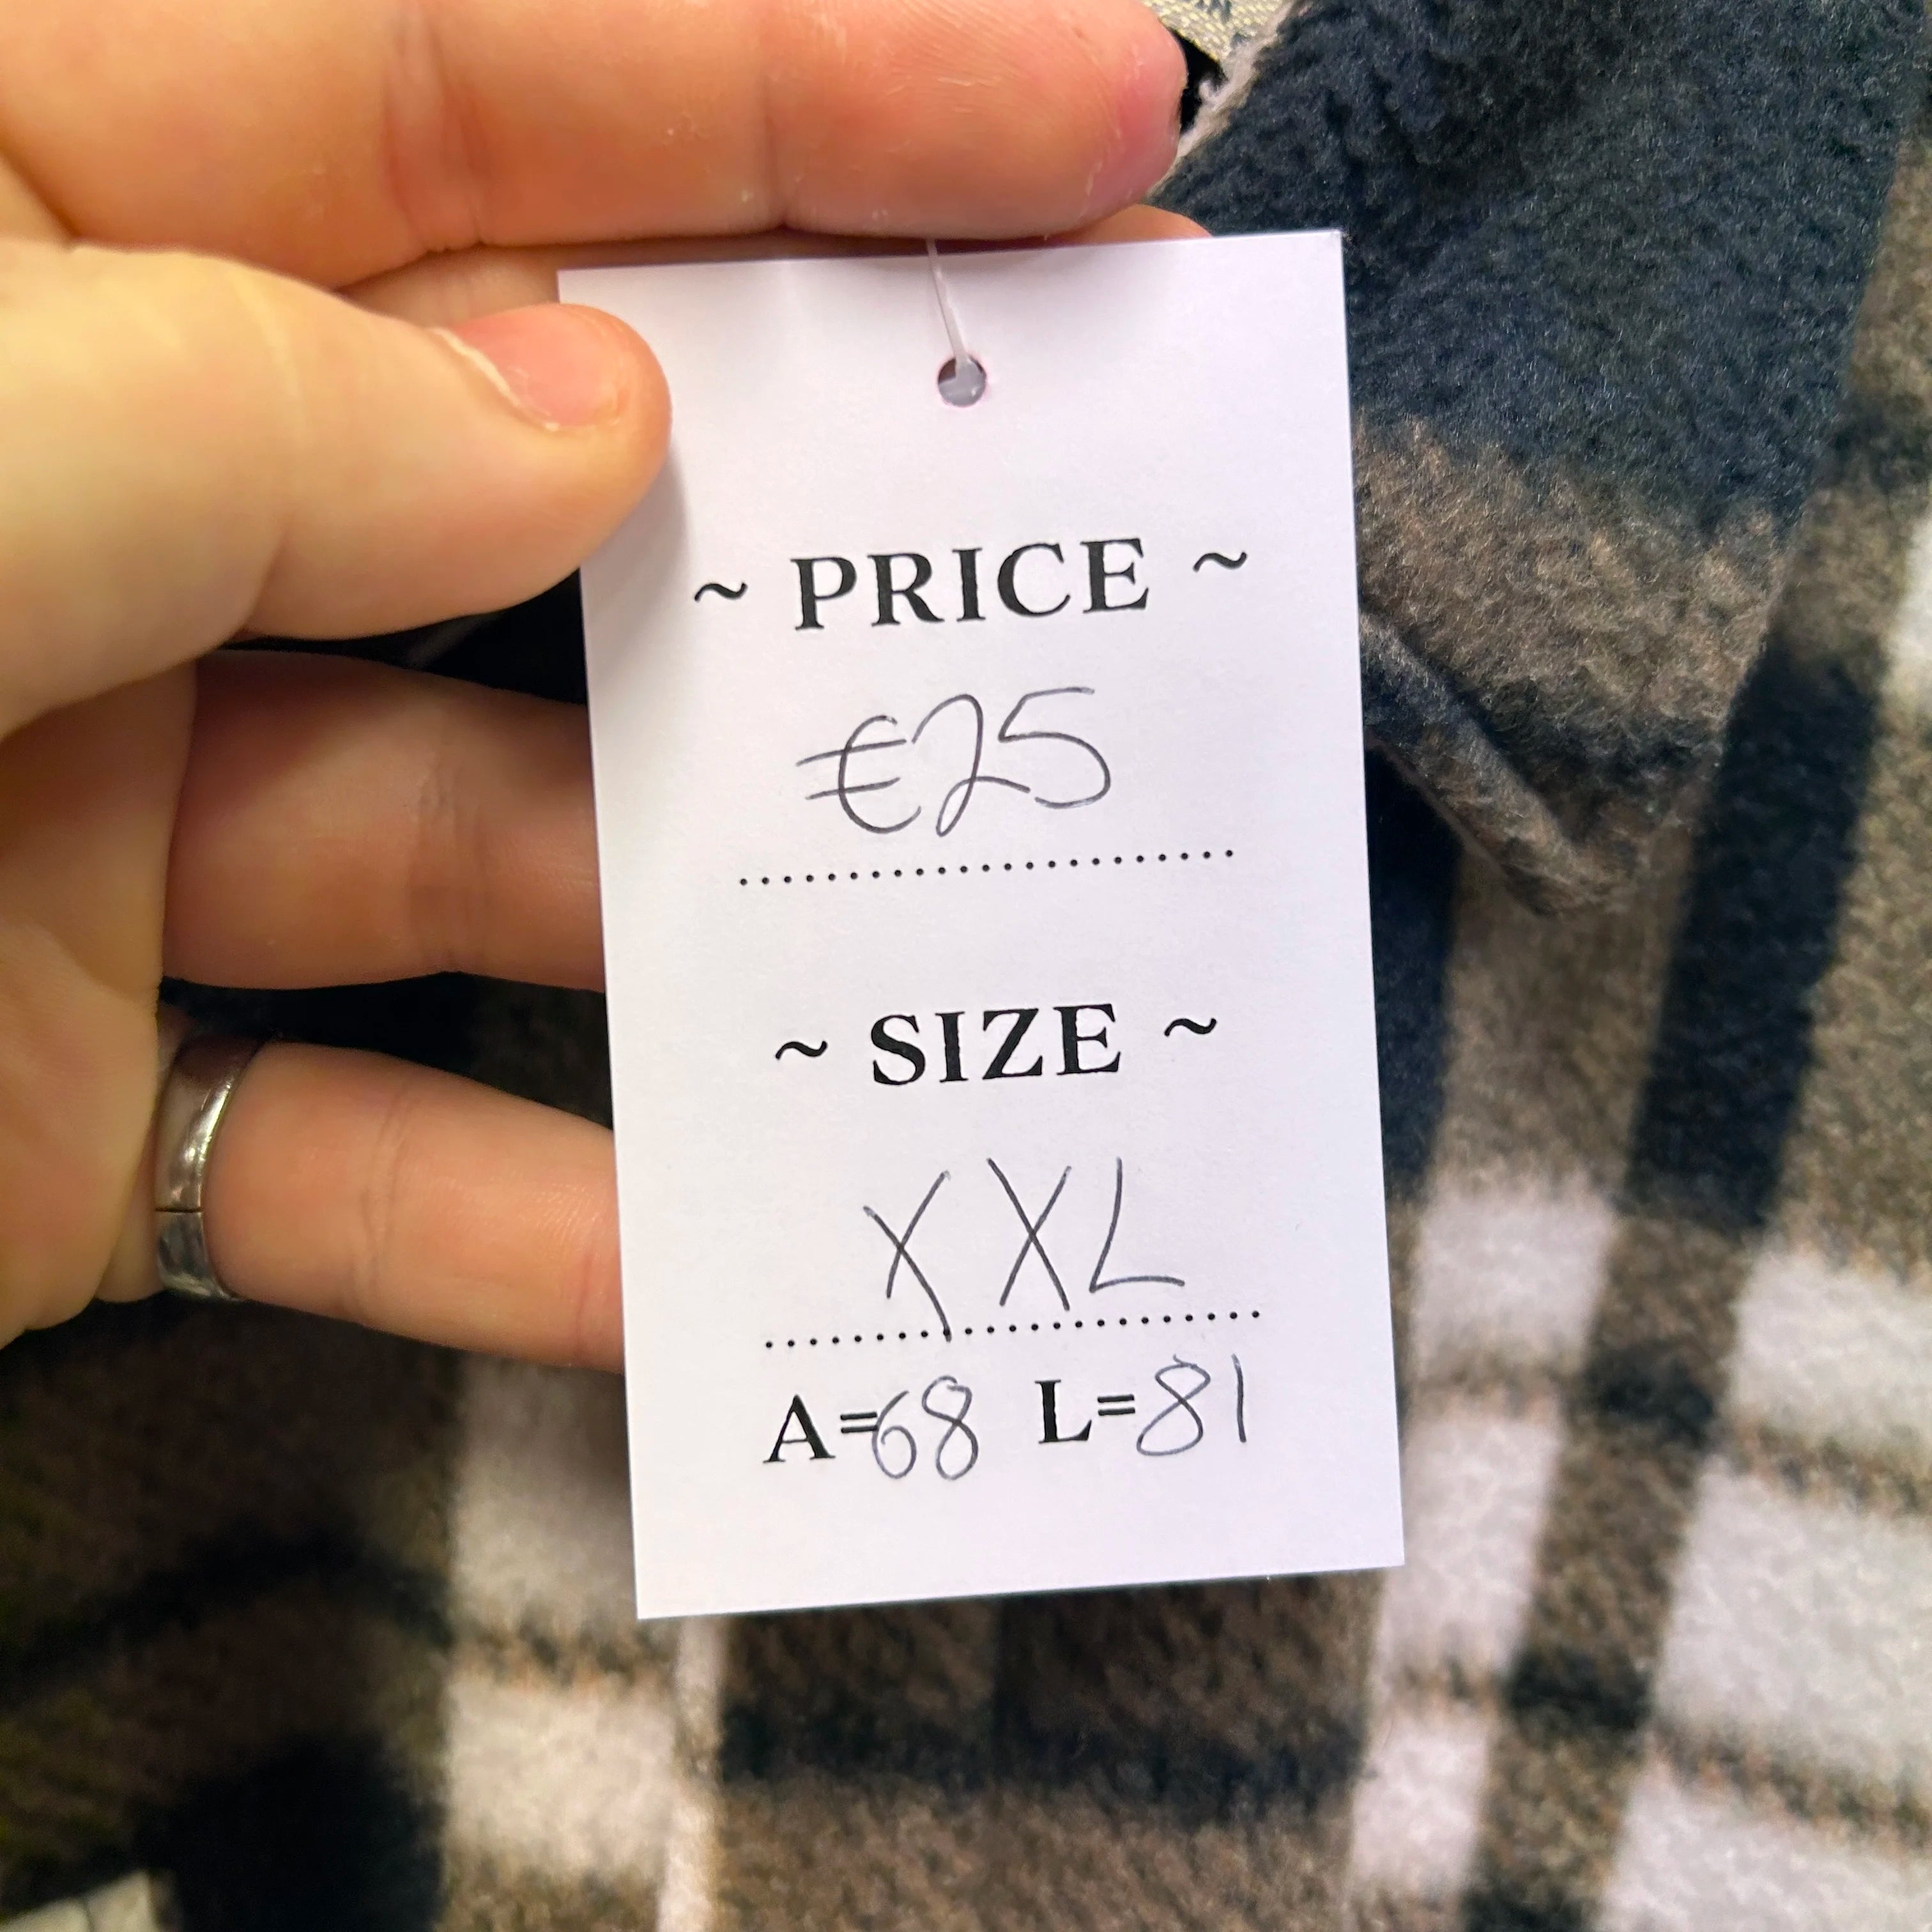 ~ PRICE ~
€25
~ SIZE ~
XXL
A=68 L=81